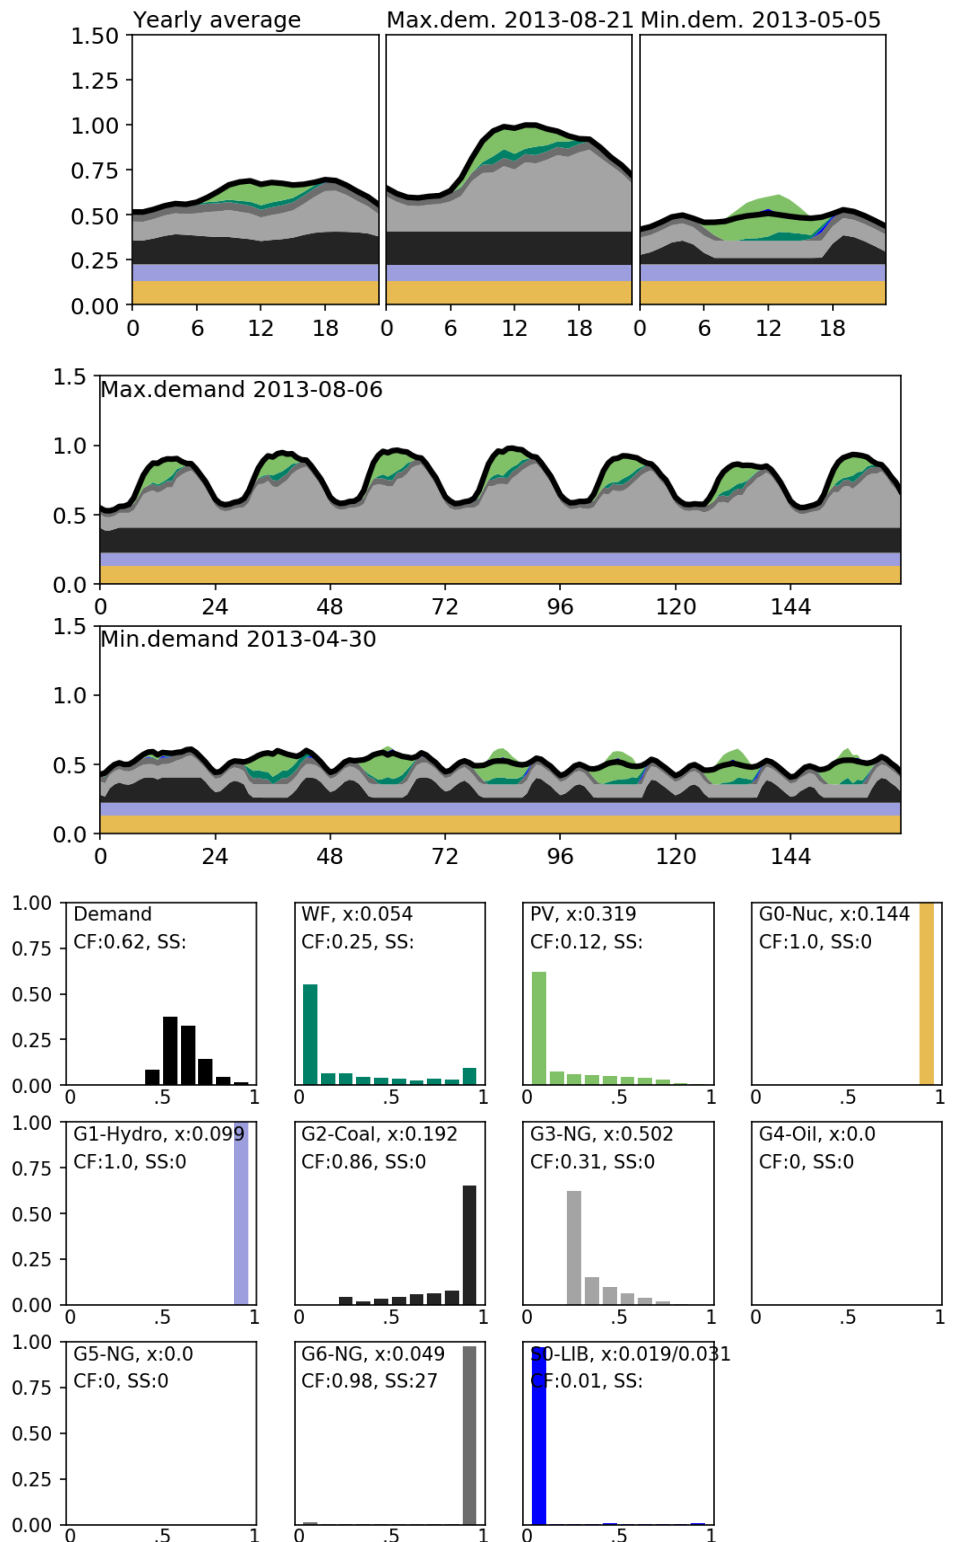 Yearly average Max.dem. 2013-08-21 Min.dem. 2013-05-05
1.50
1.25
1.00
0.75
0.50
0.25
0.00
0 6 12 18 0 6 12 18 0 6 12 18
1.5
Max.demand 2013-08-06
1.0
0.5
0.0
0 24 48 72 96 120 144
1.5
Min.demand 2013-04-30
1.0
0.5
0.0
0 24 48 72 96 120 144
1.00
Demand WF, x:0.054 PV, x:0.319 G0-Nuc, x:0.144
CF:0.62, SS: CF:0.25, SS: CF:0.12, SS: CF:1.0, SS:0
0.75
0.50
0.25
0.00
0 .5 1 0 .5 1 0 .5 1 0 .5 1
1.00
G1-Hydro, x:0.099 G2-Coal, x:0.192 G3-NG, x:0.502 G4-Oil, x:0.0
CF:1.0, SS:0 CF:0.86, SS:0 CF:0.31, SS:0 CF:0, SS:0
0.75
0.50
0.25
0.00
0 .5 1 0 .5 1 0 .5 1 0 .5 1
1.00
G5-NG, x:0.0 G6-NG, x:0.049 S0-LIB, x:0.019/0.031
CF:0, SS:0 CF:0.98, SS:27 CF:0.01, SS:
0.75
0.50
0.25
0.00
0 .5 1 0 .5 1 0 .5 1